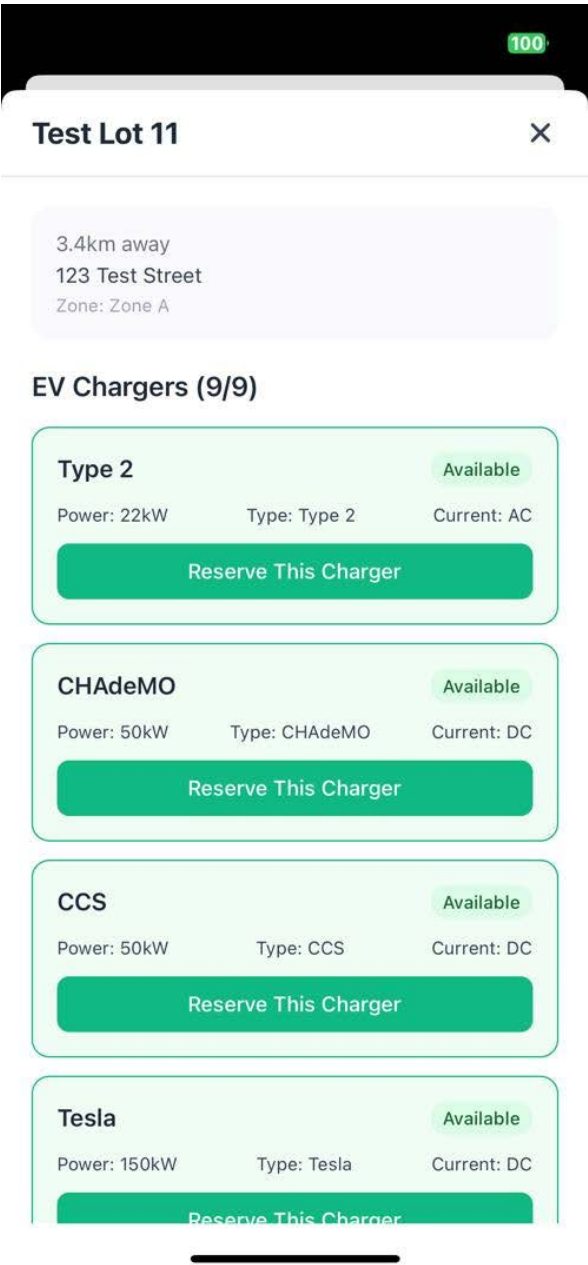 100
Test Lot 11
3.4km away
123 Test Street
Zone: Zone A
EV Chargers (9/9)
Type 2 Available
Power: 22kW Type: Type 2 Current: AC
Reserve This Charger
CHAdeMO Available
Power: 50kW Type: CHAdeMO Current: DC
Reserve This Charger
CCS Available
Power: 50kW Type: CCS Current: DC
Reserve This Charger
Tesla Available
Power: 150kW Type: Tesla Current: DC
Reserve This Charger